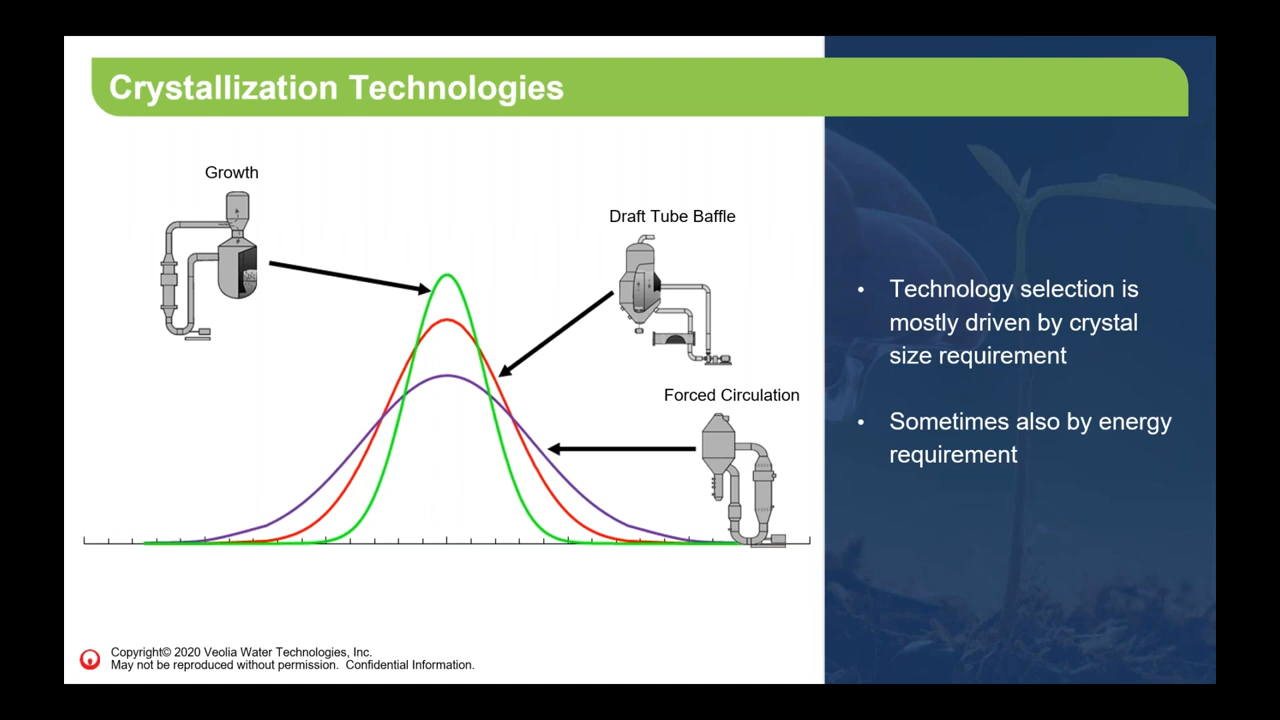 Crystallization Technologies
Growth
Draft Tube Baffle
Forced Circulation
• Technology selection is
mostly driven by crystal
size requirement
• Sometimes also by energy
requirement
Copyright© 2020 Veolia Water Technologies, Inc.
May not be reproduced without permission. Confidential Information.